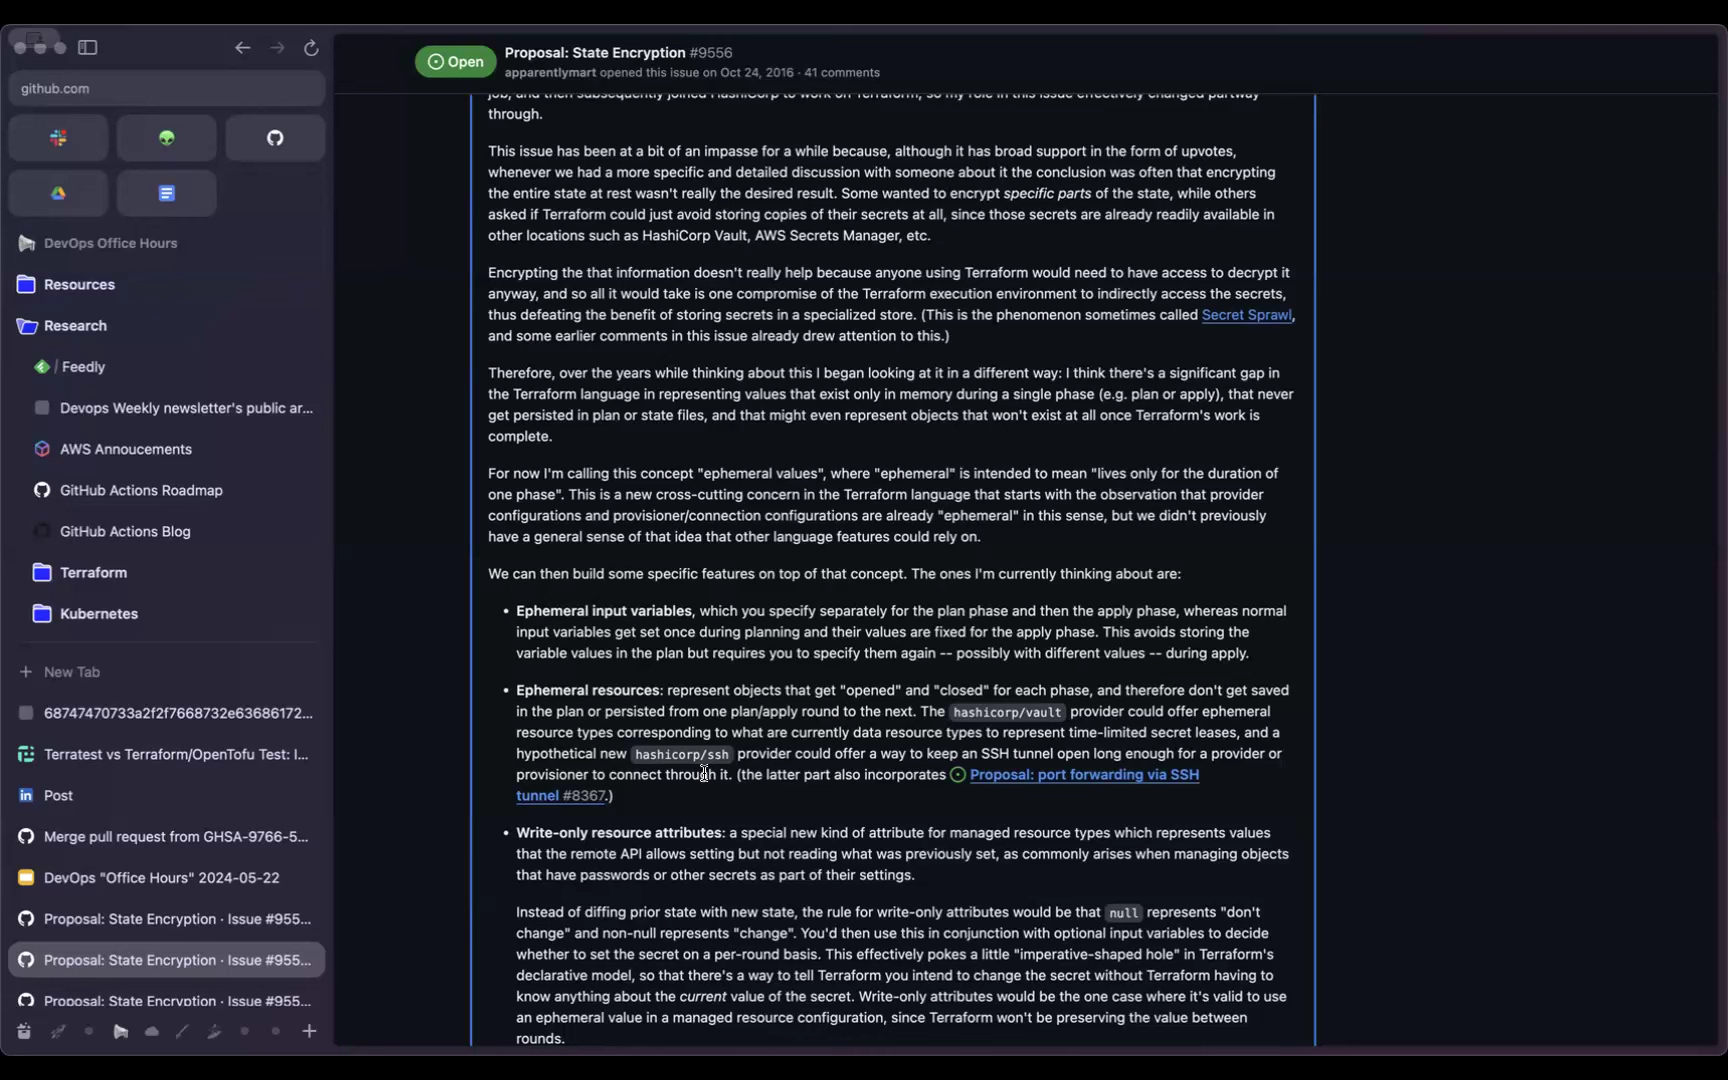 github.com
DevOps Office Hours
Resources
Research
/ Feedly
Devops Weekly newsletter's public ar...
AWS Annoucements
GitHub Actions Roadmap
GitHub Actions Blog
Terraform
Kubernetes
+ New Tab
68747470733a2f2f7668732e63686172...
Terratest vs Terraform/OpenTofu Test: I...
in Post
Merge pull request from GHSA-9766-5...
DevOps "Office Hours" 2024-05-22
Proposal: State Encryption · Issue #955...
Proposal: State Encryption · Issue #955...
Proposal: State Encryption · Issue #955...
Open
Proposal: State Encryption #9556
apparentlymart opened this issue on Oct 24, 2016 · 41 comments
job, and then subsequently joined HashiCorp to work on Terraform, so my role in this issue effectively changed partway
through.
This issue has been at a bit of an impasse for a while because, although it has broad support in the form of upvotes,
whenever we had a more specific and detailed discussion with someone about it the conclusion was often that encrypting
the entire state at rest wasn't really the desired result. Some wanted to encrypt specific parts of the state, while others
asked if Terraform could just avoid storing copies of their secrets at all, since those secrets are already readily available in
other locations such as HashiCorp Vault, AWS Secrets Manager, etc.
Encrypting the that information doesn't really help because anyone using Terraform would need to have access to decrypt it
anyway, and so all it would take is one compromise of the Terraform execution environment to indirectly access the secrets,
thus defeating the benefit of storing secrets in a specialized store. (This is the phenomenon sometimes called Secret Sprawl,
and some earlier comments in this issue already drew attention to this.)
Therefore, over the years while thinking about this I began looking at it in a different way: I think there's a significant gap in
the Terraform language in representing values that exist only in memory during a single phase (e.g. plan or apply), that never
get persisted in plan or state files, and that might even represent objects that won't exist at all once Terraform's work is
complete.
For now I'm calling this concept "ephemeral values", where "ephemeral" is intended to mean "lives only for the duration of
one phase". This is a new cross-cutting concern in the Terraform language that starts with the observation that provider
configurations and provisioner/connection configurations are already "ephemeral" in this sense, but we didn't previously
have a general sense of that idea that other language features could rely on.
We can then build some specific features on top of that concept. The ones I'm currently thinking about are:
• Ephemeral input variables, which you specify separately for the plan phase and then the apply phase, whereas normal
input variables get set once during planning and their values are fixed for the apply phase. This avoids storing the
variable values in the plan but requires you to specify them again -- possibly with different values -- during apply.
• Ephemeral resources: represent objects that get "opened" and "closed" for each phase, and therefore don't get saved
in the plan or persisted from one plan/apply round to the next. The hashicorp/vault provider could offer ephemeral
resource types corresponding to what are currently data resource types to represent time-limited secret leases, and a
hypothetical new hashicorp/ssh provider could offer a way to keep an SSH tunnel open long enough for a provider or
provisioner to connect through it. (the latter part also incorporates Proposal: port forwarding via SSH
tunnel #8367.)
• Write-only resource attributes: a special new kind of attribute for managed resource types which represents values
that the remote API allows setting but not reading what was previously set, as commonly arises when managing objects
that have passwords or other secrets as part of their settings.
Instead of diffing prior state with new state, the rule for write-only attributes would be that null represents "don't
change" and non-null represents "change". You'd then use this in conjunction with optional input variables to decide
whether to set the secret on a per-round basis. This effectively pokes a little "imperative-shaped hole" in Terraform's
declarative model, so that there's a way to tell Terraform you intend to change the secret without Terraform having to
know anything about the current value of the secret. Write-only attributes would be the one case where it's valid to use
an ephemeral value in a managed resource configuration, since Terraform won't be preserving the value between
rounds.